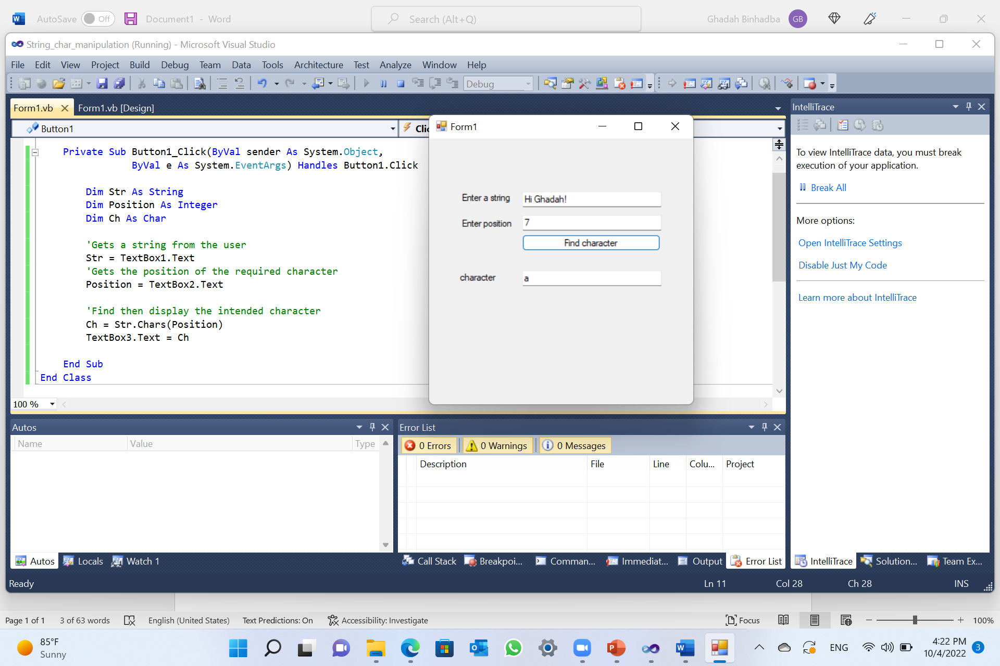 AutoSave Off Document1 - Word Search (Alt+Q) Ghadah Binhadba GB
String_char_manipulation (Running) - Microsoft Visual Studio
File Edit View Project Build Debug Team Data Tools Architecture Test Analyze Window Help
Debug
Form1.vb Form1.vb [Design]
Button1
Clic
Private Sub Button1_Click(ByVal sender As System.Object,
ByVal e As System.EventArgs) Handles Button1.Click
Dim Str As String
Dim Position As Integer
Dim Ch As Char
'Gets a string from the user
Str = TextBox1.Text
'Gets the position of the required character
Position = TextBox2.Text
'Find then display the intended character
Ch = Str.Chars(Position)
TextBox3.Text = Ch
End Sub
End Class
100 %
Form1
Enter a string Hi Ghadah!
Enter position 7
Find character
character a
IntelliTrace
To view IntelliTrace data, you must break
execution of your application.
Break All
More options:
Open IntelliTrace Settings
Disable Just My Code
Learn more about IntelliTrace
Autos
Name Value Type
Error List
0 Errors 0 Warnings 0 Messages
Description File Line Colu... Project
Autos Locals Watch 1
Call Stack Breakpoi... Comman... Immediat... Output Error List
IntelliTrace Solution... Team Ex...
Ready Ln 11 Col 28 Ch 28 INS
Page 1 of 1 3 of 63 words English (United States) Text Predictions: On Accessibility: Investigate Focus 100%
85°F
Sunny
ENG
4:22 PM
10/4/2022
3